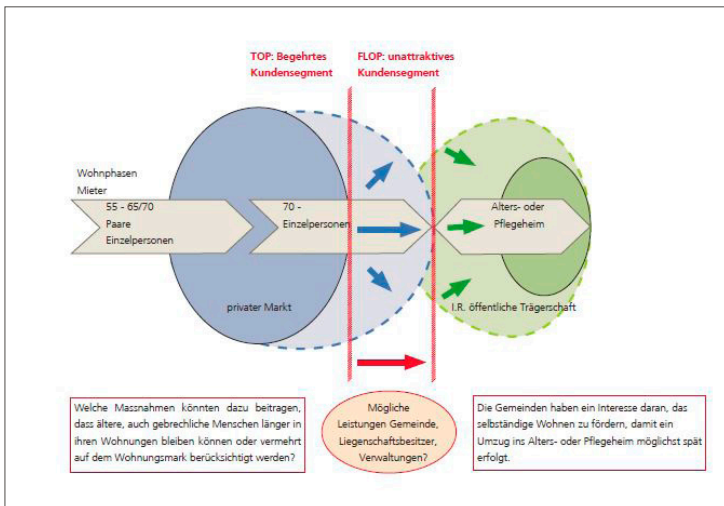 TOP: Begehrtes
Kundensegment
FLOP: unattraktives
Kundensegment
Wohnphasen
Mieter
55 - 65/70
Paare
Einzelpersonen
70 -
Einzelpersonen
Alters- oder
Pflegeheim
privater Markt
I.R. öffentliche Trägerschaft
Welche Massnahmen könnten dazu beitragen,
dass ältere, auch gebrechliche Menschen länger in
ihren Wohnungen bleiben können oder vermehrt
auf dem Wohnungsmark berücksichtigt werden?
Mögliche
Leistungen Gemeinde,
Liegenschaftsbesitzer,
Verwaltungen?
Die Gemeinden haben ein Interesse daran, das
selbständige Wohnen zu fördern, damit ein
Umzug ins Alters- oder Pflegeheim möglichst spät
erfolgt.